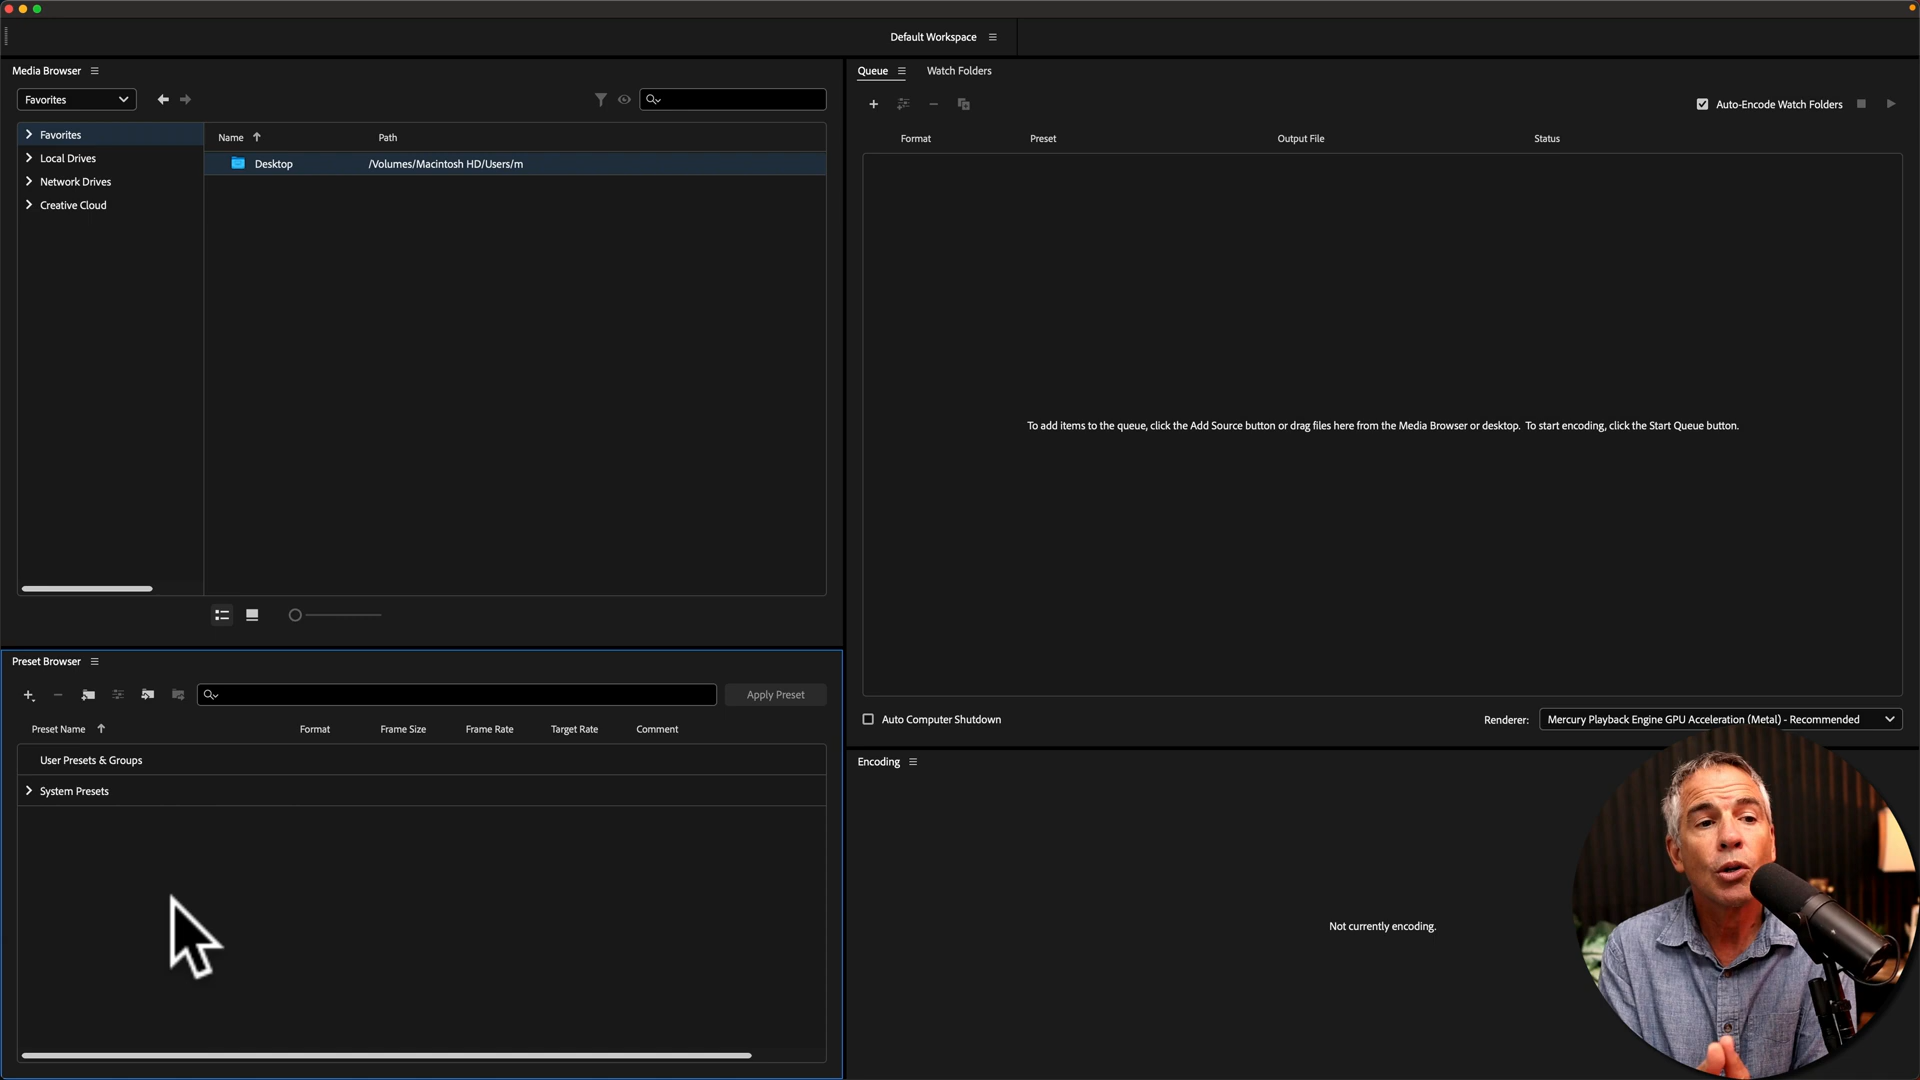 Default Workspace
Media Browser
Favorites
Favorites
Local Drives
Network Drives
Creative Cloud
Name Path
Desktop /Volumes/Macintosh HD/Users/m
Queue Watch Folders
Auto-Encode Watch Folders
Format Preset Output File Status
To add items to the queue, click the Add Source button or drag files here from the Media Browser or desktop. To start encoding, click the Start Queue button.
Auto Computer Shutdown
Renderer: Mercury Playback Engine GPU Acceleration (Metal) - Recommended
Preset Browser
Apply Preset
Preset Name Format Frame Size Frame Rate Target Rate Comment
User Presets & Groups
System Presets
Encoding
Not currently encoding.